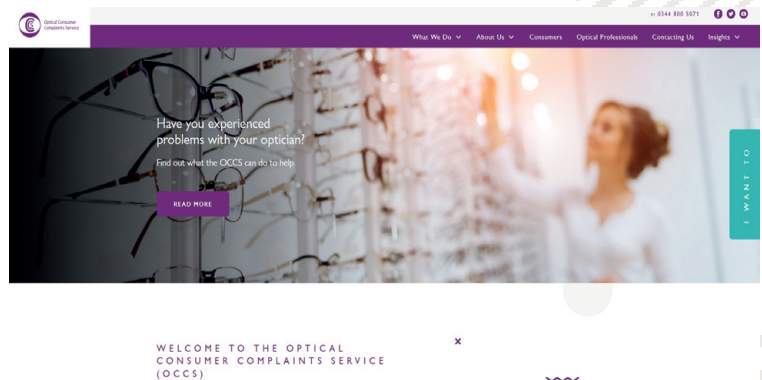 Optical Consumer
Complaints Service
T: 0344 800 5071
What We Do
About Us
Consumers
Optical Professionals
Contacting Us
Insights
Have you experienced
problems with your optician?
Find out what the OCCS can do to help
READ MORE
I WANT TO
WELCOME TO THE OPTICAL
CONSUMER COMPLAINTS SERVICE
(OCCS)